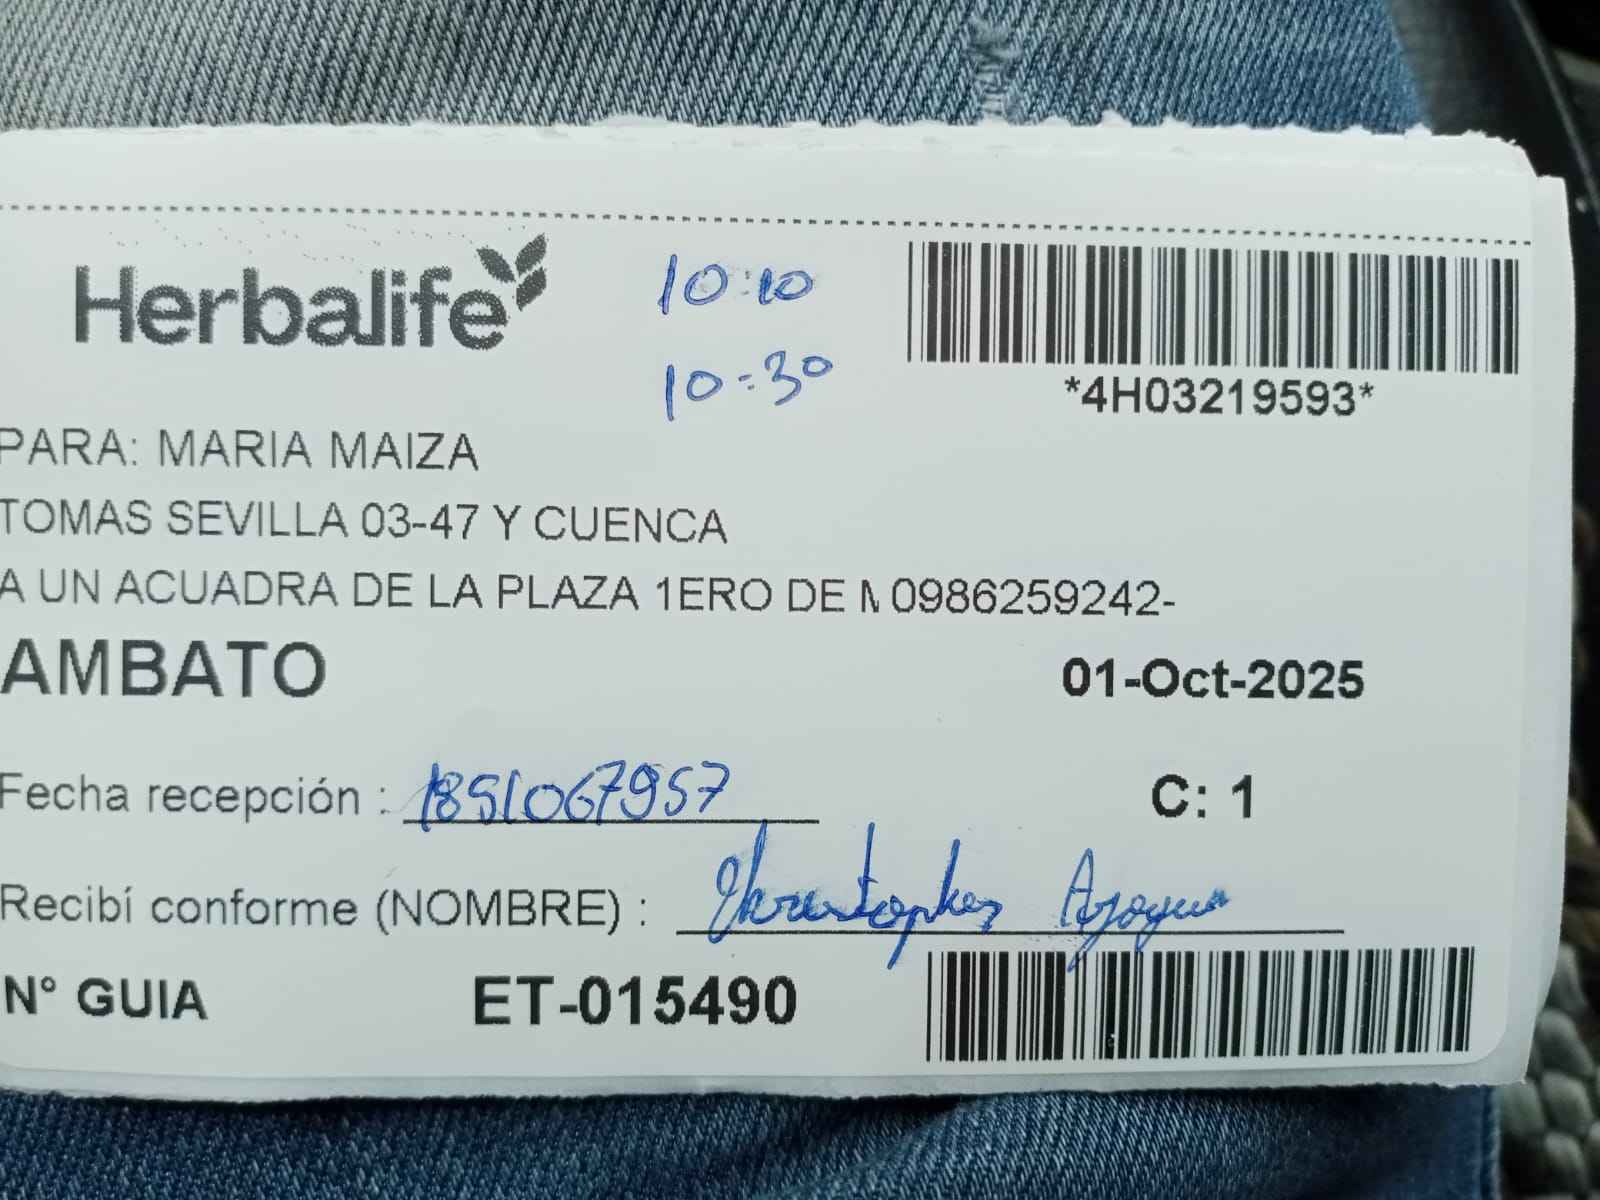 Herbalife
10:10
10:30
*4H03219593*
PARA: MARIA MAIZA
TOMAS SEVILLA 03-47 Y CUENCA
A UN ACUADRA DE LA PLAZA 1ERO DE M 0986259242-
AMBATO
01-Oct-2025
Fecha recepción : 1851067957
C: 1
Recibí conforme (NOMBRE) :
N° GUIA ET-015490